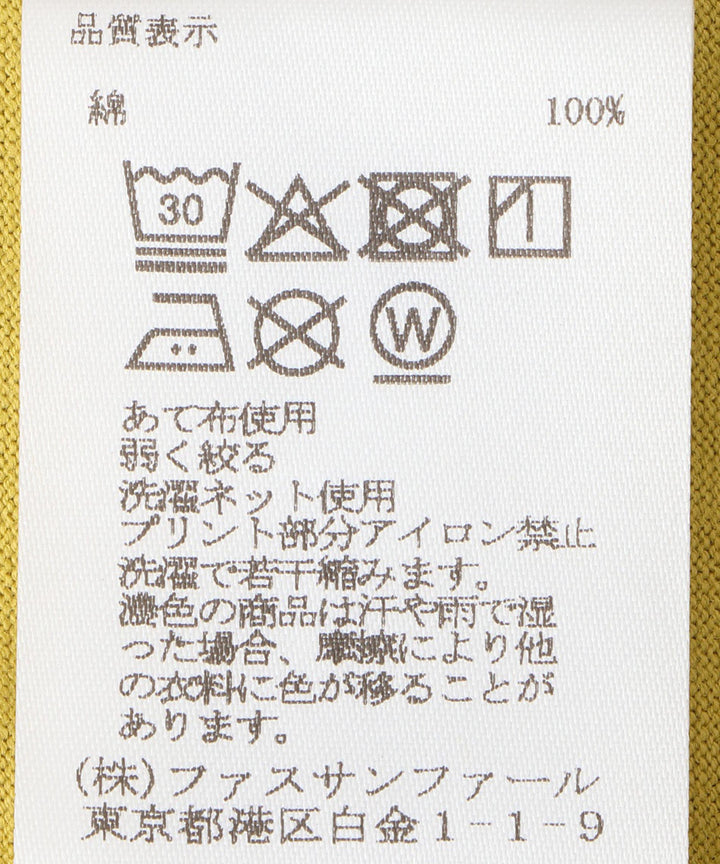 品質表示
綿 100%
30
W
あて布使用
弱く絞る
洗濯ネット使用
プリント部分アイロン禁止
洗濯で若干縮みます。
濃色の商品は汗や雨で湿
った場合、摩擦により他
の衣料に色が移ることが
あります。
(株)ファスサンファール
東京都港区白金1-1-9